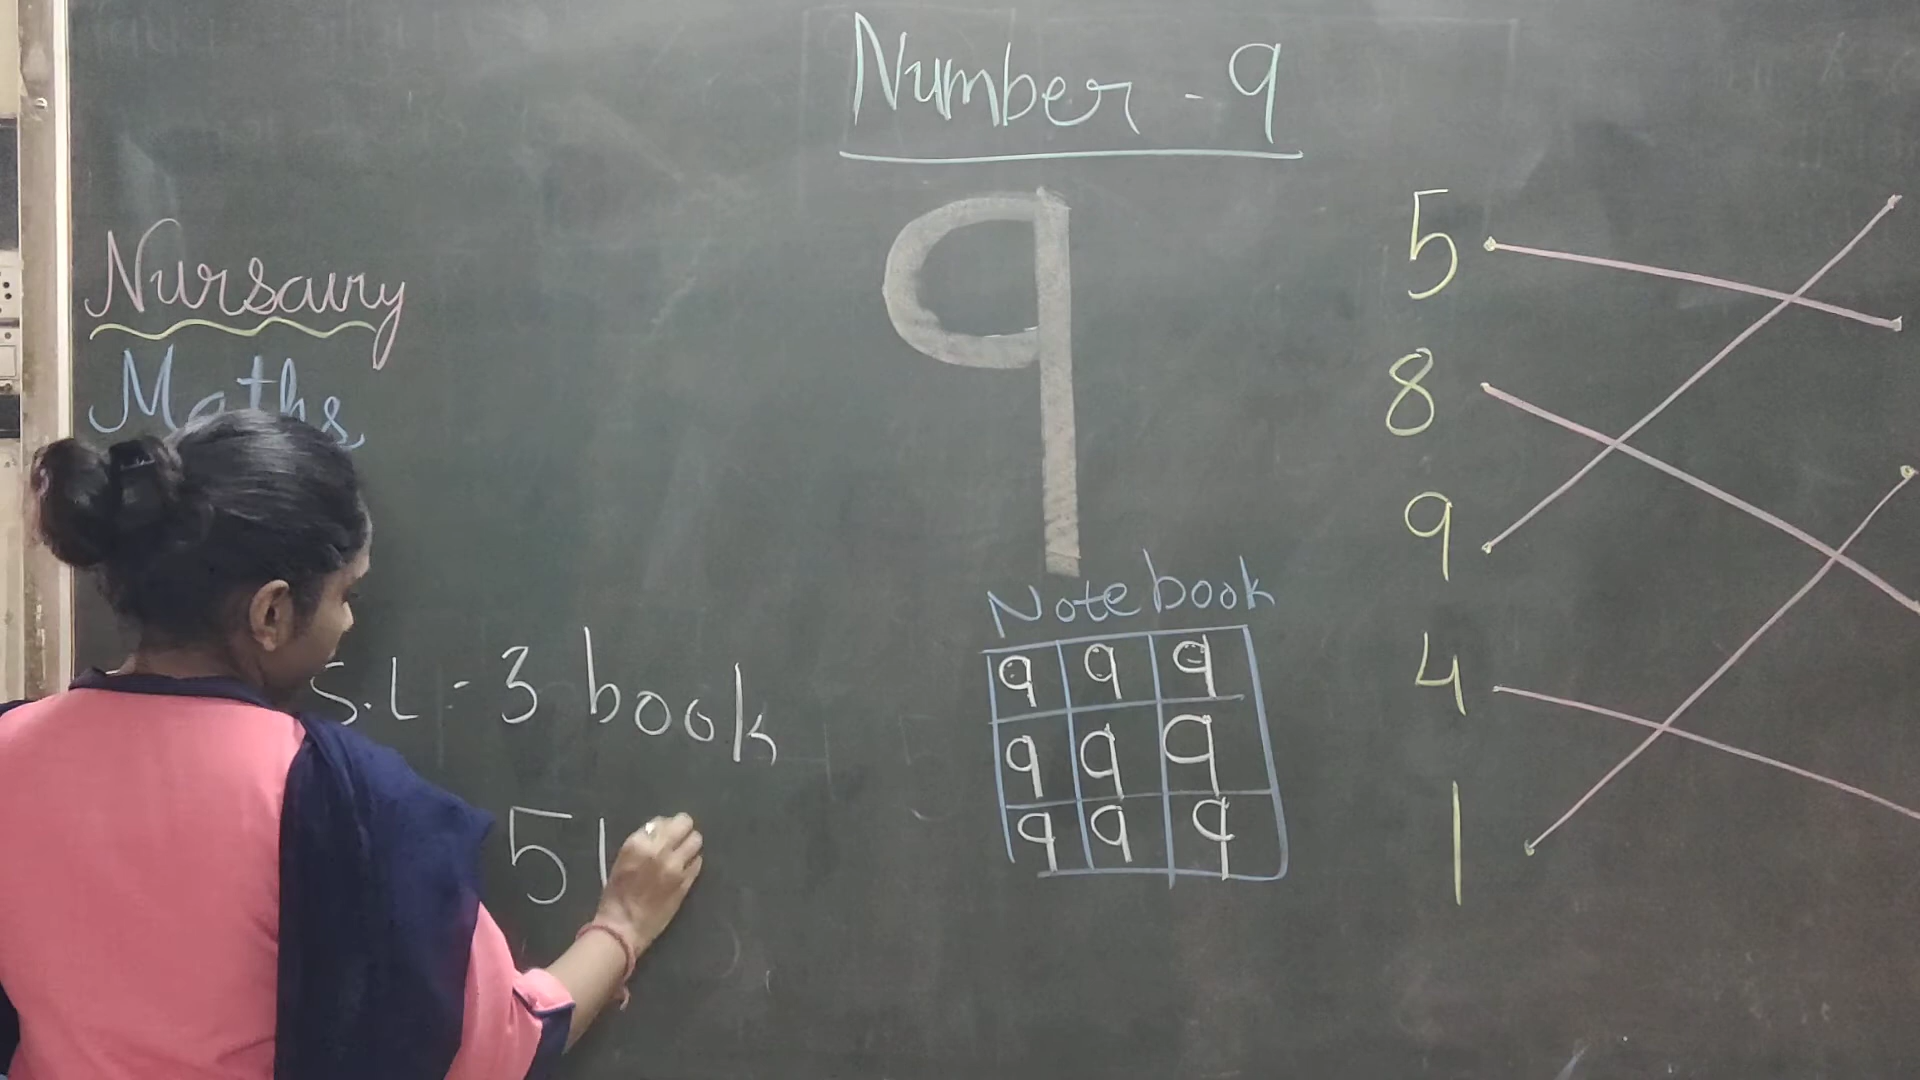 Number - 9
9
Nursaury
Maths
S.L - 3 book
5
Notebook
9 9 9
9 9 9
9 9 9
5
8
9
4
1